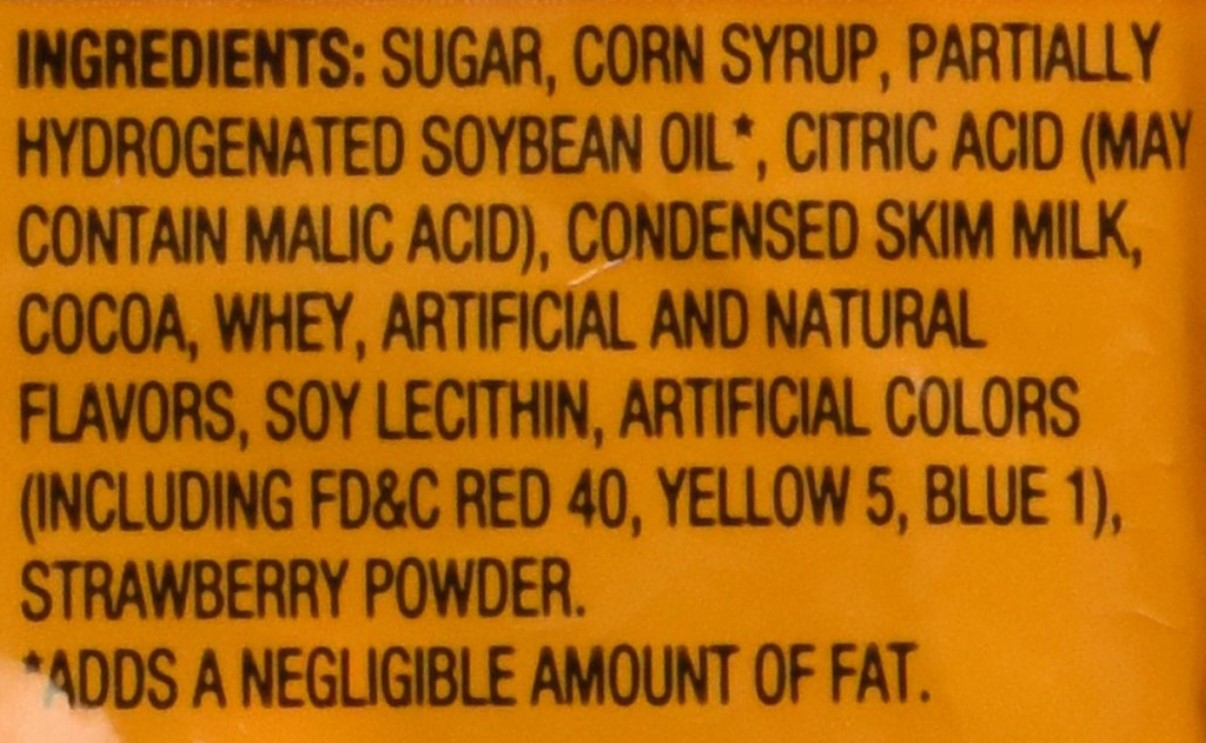 INGREDIENTS: SUGAR, CORN SYRUP, PARTIALLY
HYDROGENATED SOYBEAN OIL*, CITRIC ACID (MAY
CONTAIN MALIC ACID), CONDENSED SKIM MILK,
COCOA, WHEY, ARTIFICIAL AND NATURAL
FLAVORS, SOY LECITHIN, ARTIFICIAL COLORS
(INCLUDING FD&C RED 40, YELLOW 5, BLUE 1),
STRAWBERRY POWDER.
*ADDS A NEGLIGIBLE AMOUNT OF FAT.